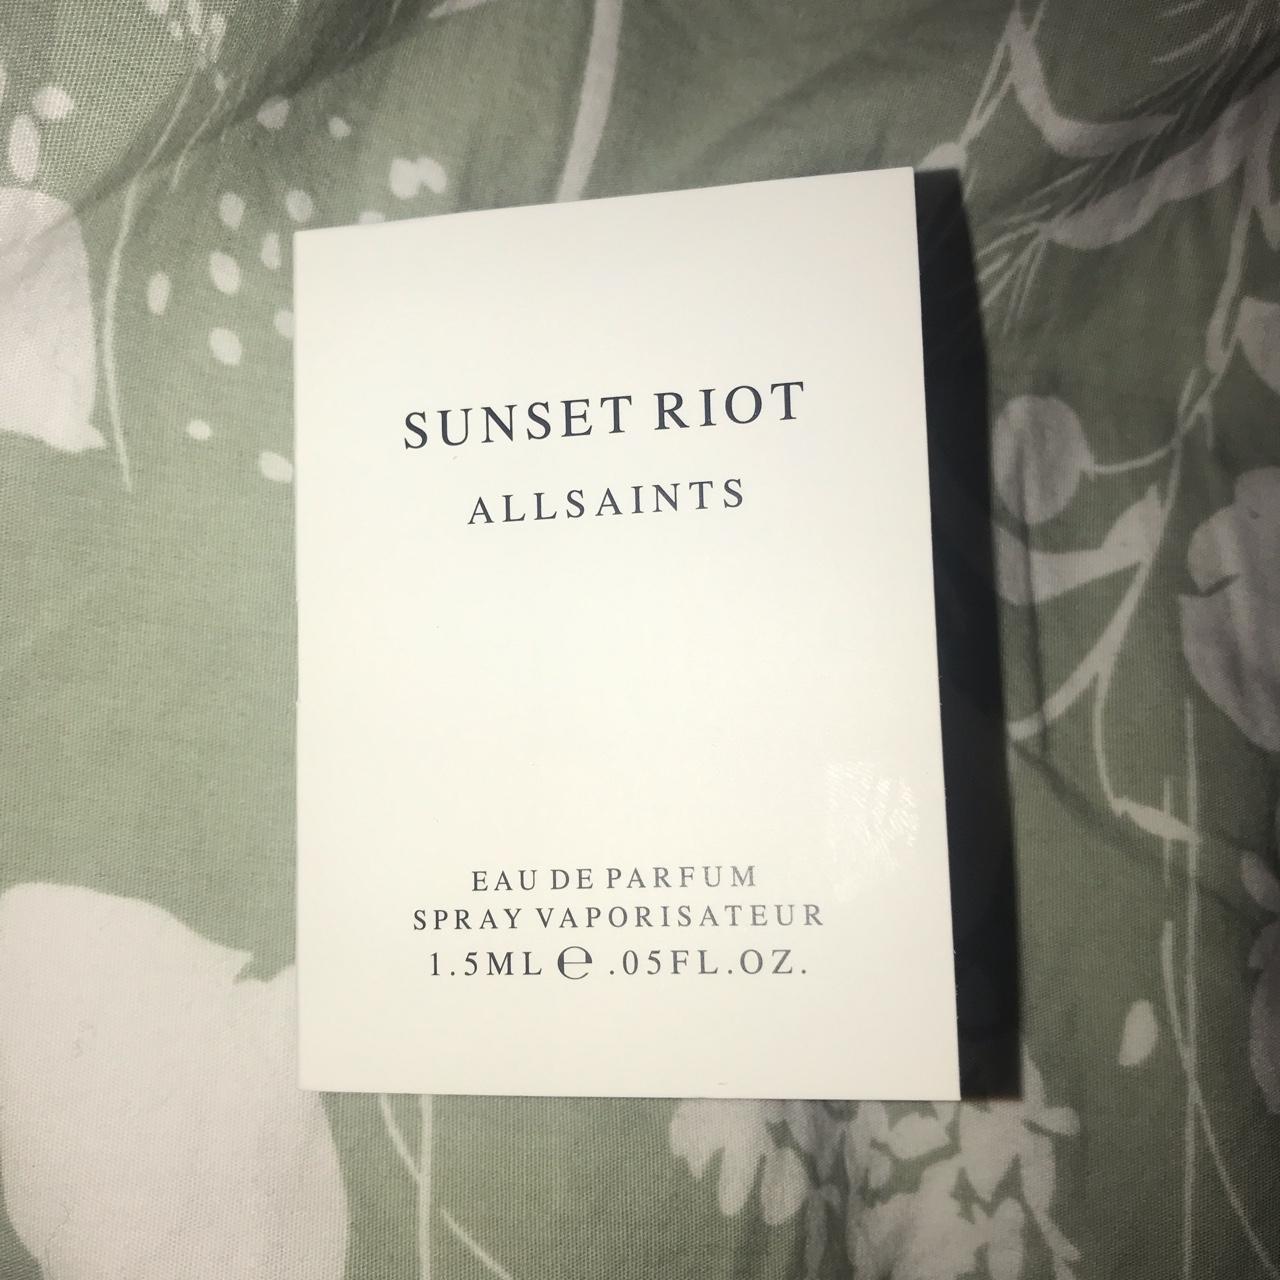 SUNSET RIOT
ALLSAINTS
EAU DE PARFUM
SPRAY VAPORISATEUR
1.5ML ℮ .05FL.OZ.